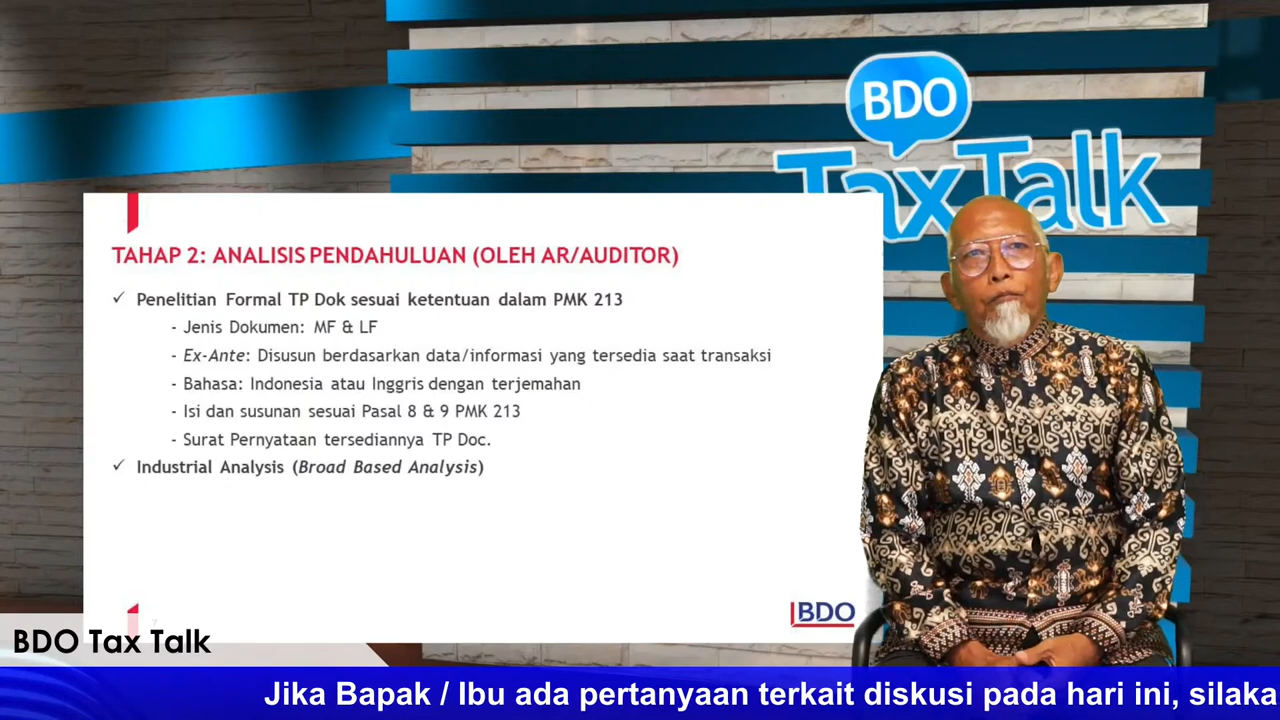 BDO
TaxTalk
TAHAP 2: ANALISIS PENDAHULUAN (OLEH AR/AUDITOR)
✓ Penelitian Formal TP Dok sesuai ketentuan dalam PMK 213
- Jenis Dokumen: MF & LF
- Ex-Ante: Disusun berdasarkan data/informasi yang tersedia saat transaksi
- Bahasa: Indonesia atau Inggris dengan terjemahan
- Isi dan susunan sesuai Pasal 8 & 9 PMK 213
- Surat Pernyataan tersediannya TP Doc.
✓ Industrial Analysis (Broad Based Analysis)
BDO
BDO Tax Talk
Jika Bapak / Ibu ada pertanyaan terkait diskusi pada hari ini, silaka